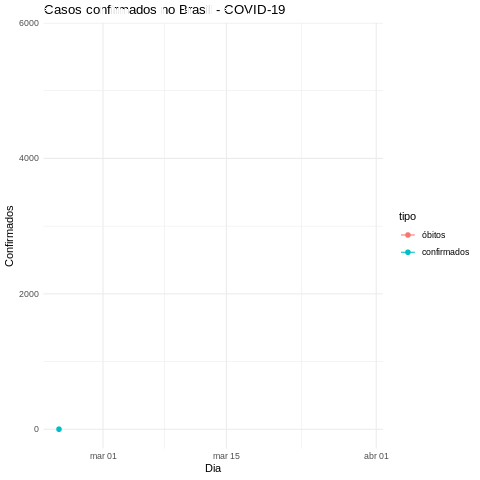 Casos confirmados no Brasil - COVID-19
6000
4000
2000
0
Confirmados
mar 01
mar 15
abr 01
Dia
tipo
óbitos
confirmados